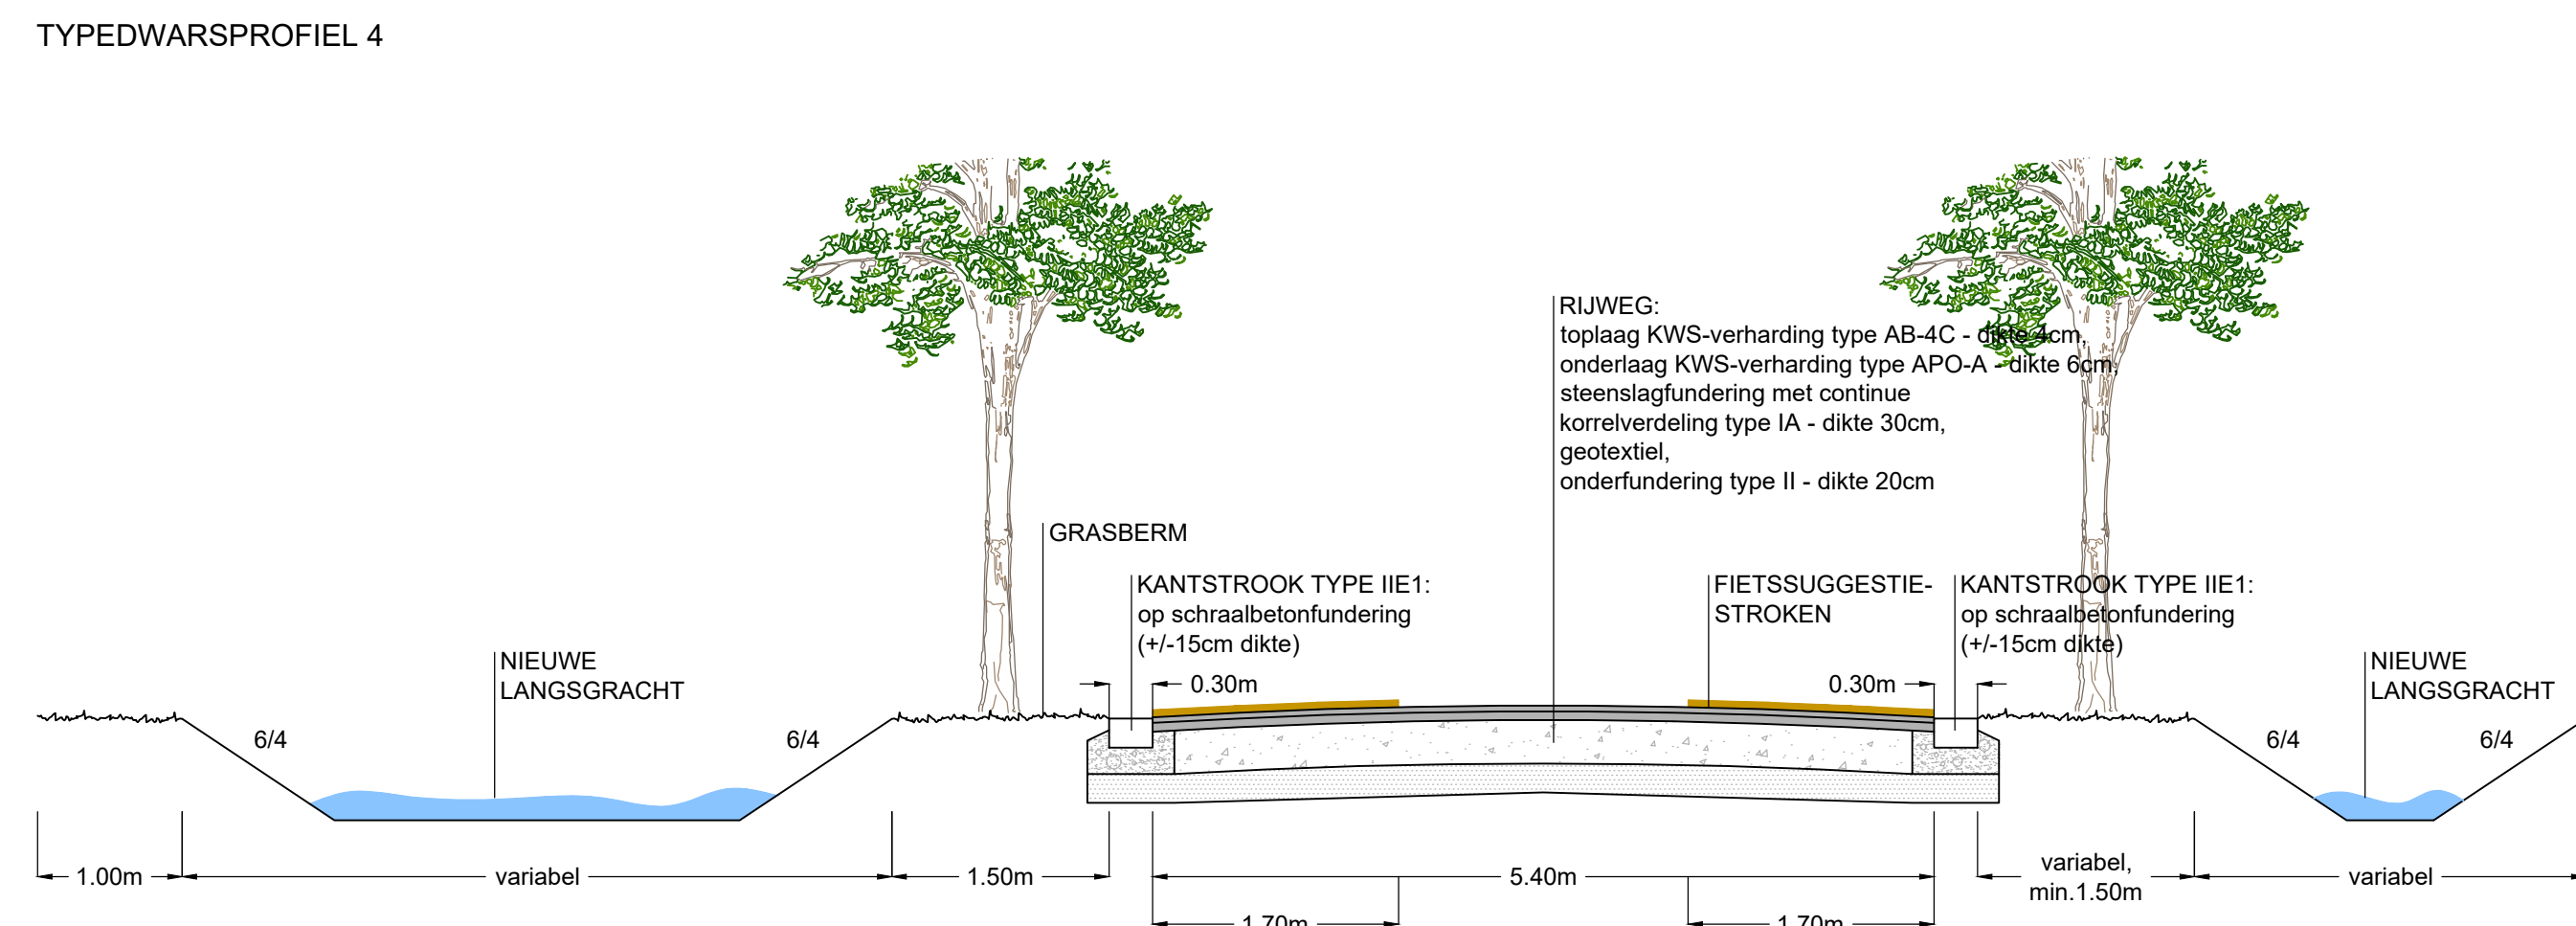 TYPEDWARSPROFIEL 4
RIJWEG:
toplaag KWS-verharding type AB-4C - dikte 4cm,
onderlaag KWS-verharding type APO-A - dikte 6cm,
steenslagfundering met continue
korrelverdeling type IA - dikte 30cm,
geotextiel,
onderfundering type II - dikte 20cm
GRASBERM
KANTSTROOK TYPE IIE1:
op schraalbetonfundering
(+/-15cm dikte)
FIETSSUGGESTIE-
STROKEN
KANTSTROOK TYPE IIE1:
op schraalbetonfundering
(+/-15cm dikte)
NIEUWE
LANGSGRACHT
NIEUWE
LANGSGRACHT
0.30m
0.30m
6/4
6/4
6/4
6/4
1.00m
variabel
1.50m
5.40m
variabel,
min.1.50m
variabel
1.70m
1.70m